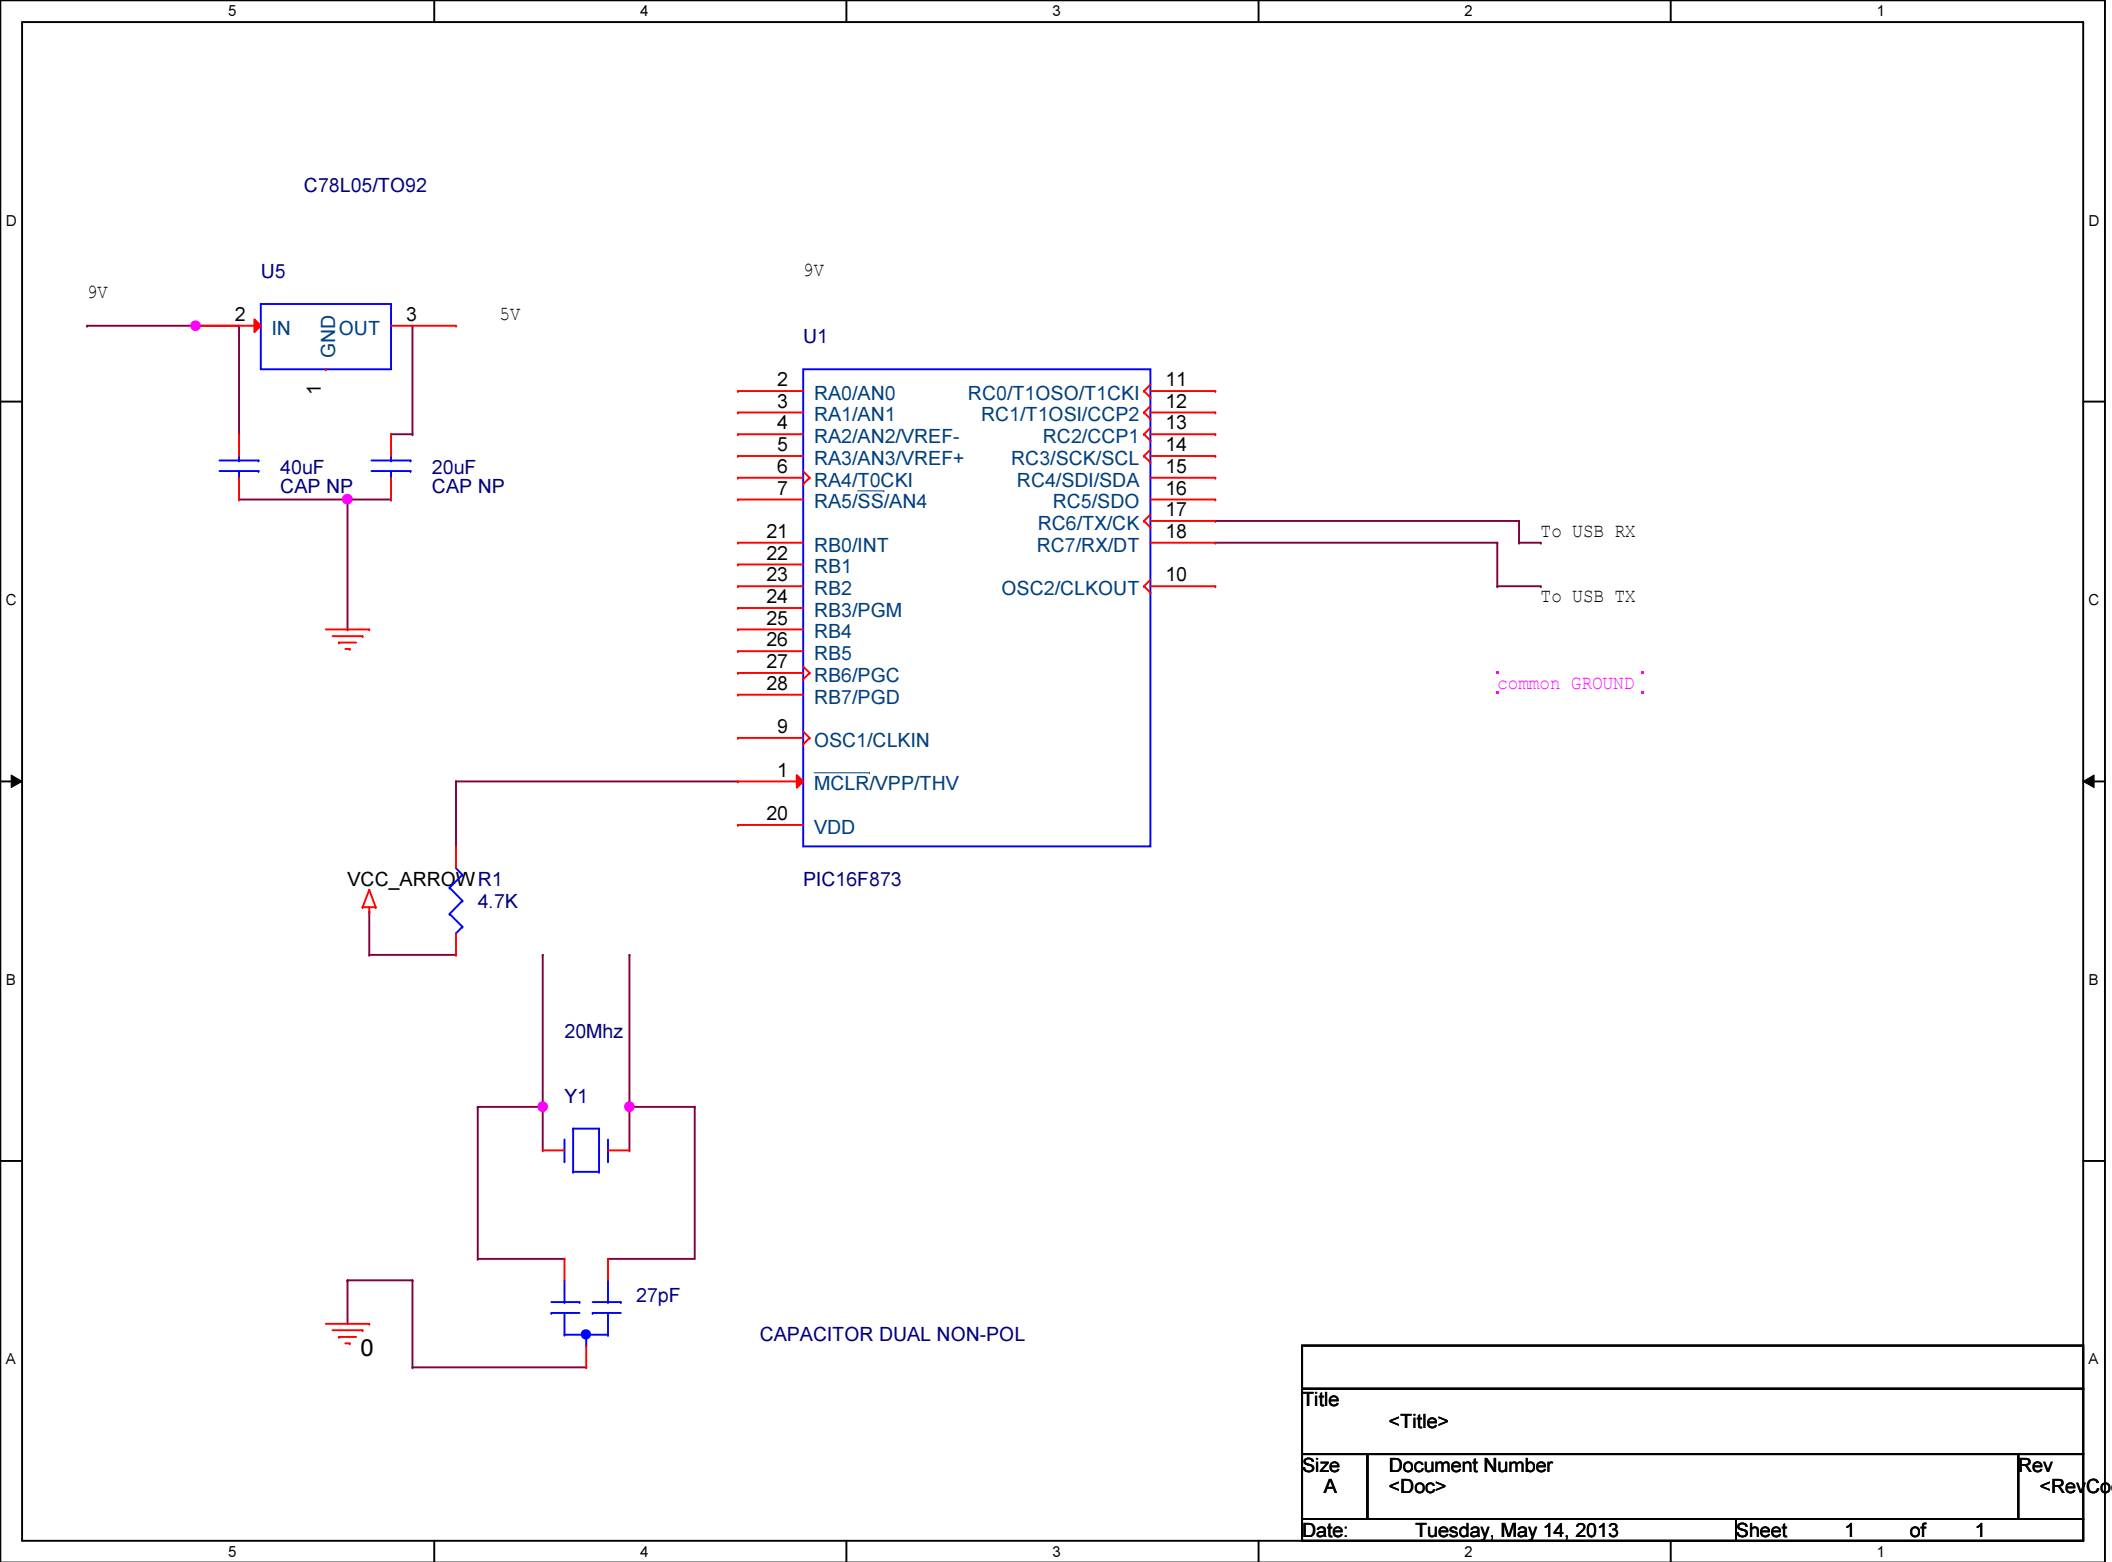 5 4 3 2 1
D D
C C
B B
A A
C78L05/TO92
U5
9V
2
IN
GND
OUT
3
5V
1
40uF
CAP NP
20uF
CAP NP
9V
U1
2 RA0/AN0
3 RA1/AN1
4 RA2/AN2/VREF-
5 RA3/AN3/VREF+
6 RA4/T0CKI
7 RA5/SS/AN4
21 RB0/INT
22 RB1
23 RB2
24 RB3/PGM
25 RB4
26 RB5
27 RB6/PGC
28 RB7/PGD
9 OSC1/CLKIN
1 MCLR/VPP/THV
20 VDD
RC0/T1OSO/T1CKI 11
RC1/T1OSI/CCP2 12
RC2/CCP1 13
RC3/SCK/SCL 14
RC4/SDI/SDA 15
RC5/SDO 16
RC6/TX/CK 17
RC7/RX/DT 18
OSC2/CLKOUT 10
PIC16F873
To USB RX
To USB TX
common GROUND
VCC_ARROW
R1
4.7K
20Mhz
Y1
27pF
0
CAPACITOR DUAL NON-POL
Title
<Title>
Size
A
Document Number
<Doc>
Rev
<RevCo
Date: Tuesday, May 14, 2013 Sheet 1 of 1
5 4 3 2 1